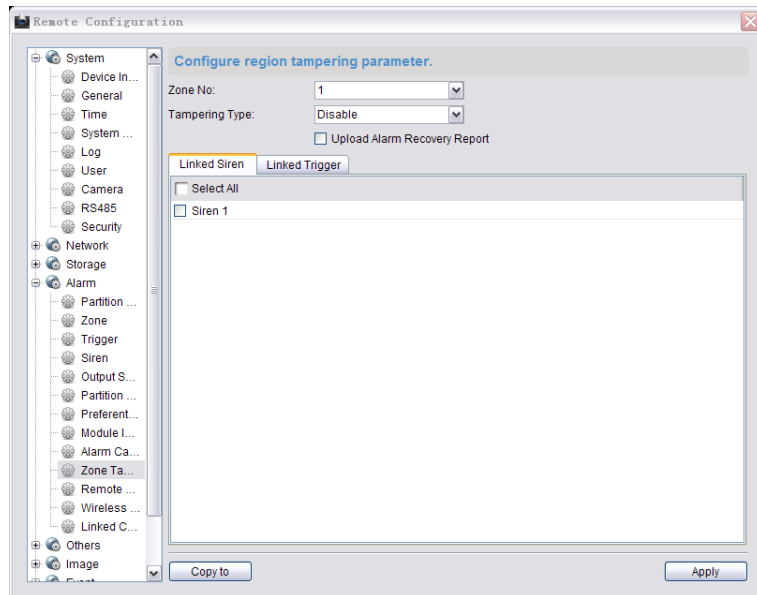 Remote Configuration
System
Device In...
General
Time
System ...
Log
User
Camera
RS485
Security
Network
Storage
Alarm
Partition ...
Zone
Trigger
Siren
Output S...
Partition ...
Preferent...
Module I...
Alarm Ca...
Zone Ta...
Remote ...
Wireless ...
Linked C...
Others
Image
Event
Configure region tampering parameter.
Zone No: 1
Tampering Type: Disable
Upload Alarm Recovery Report
Linked Siren Linked Trigger
Select All
Siren 1
Copy to Apply